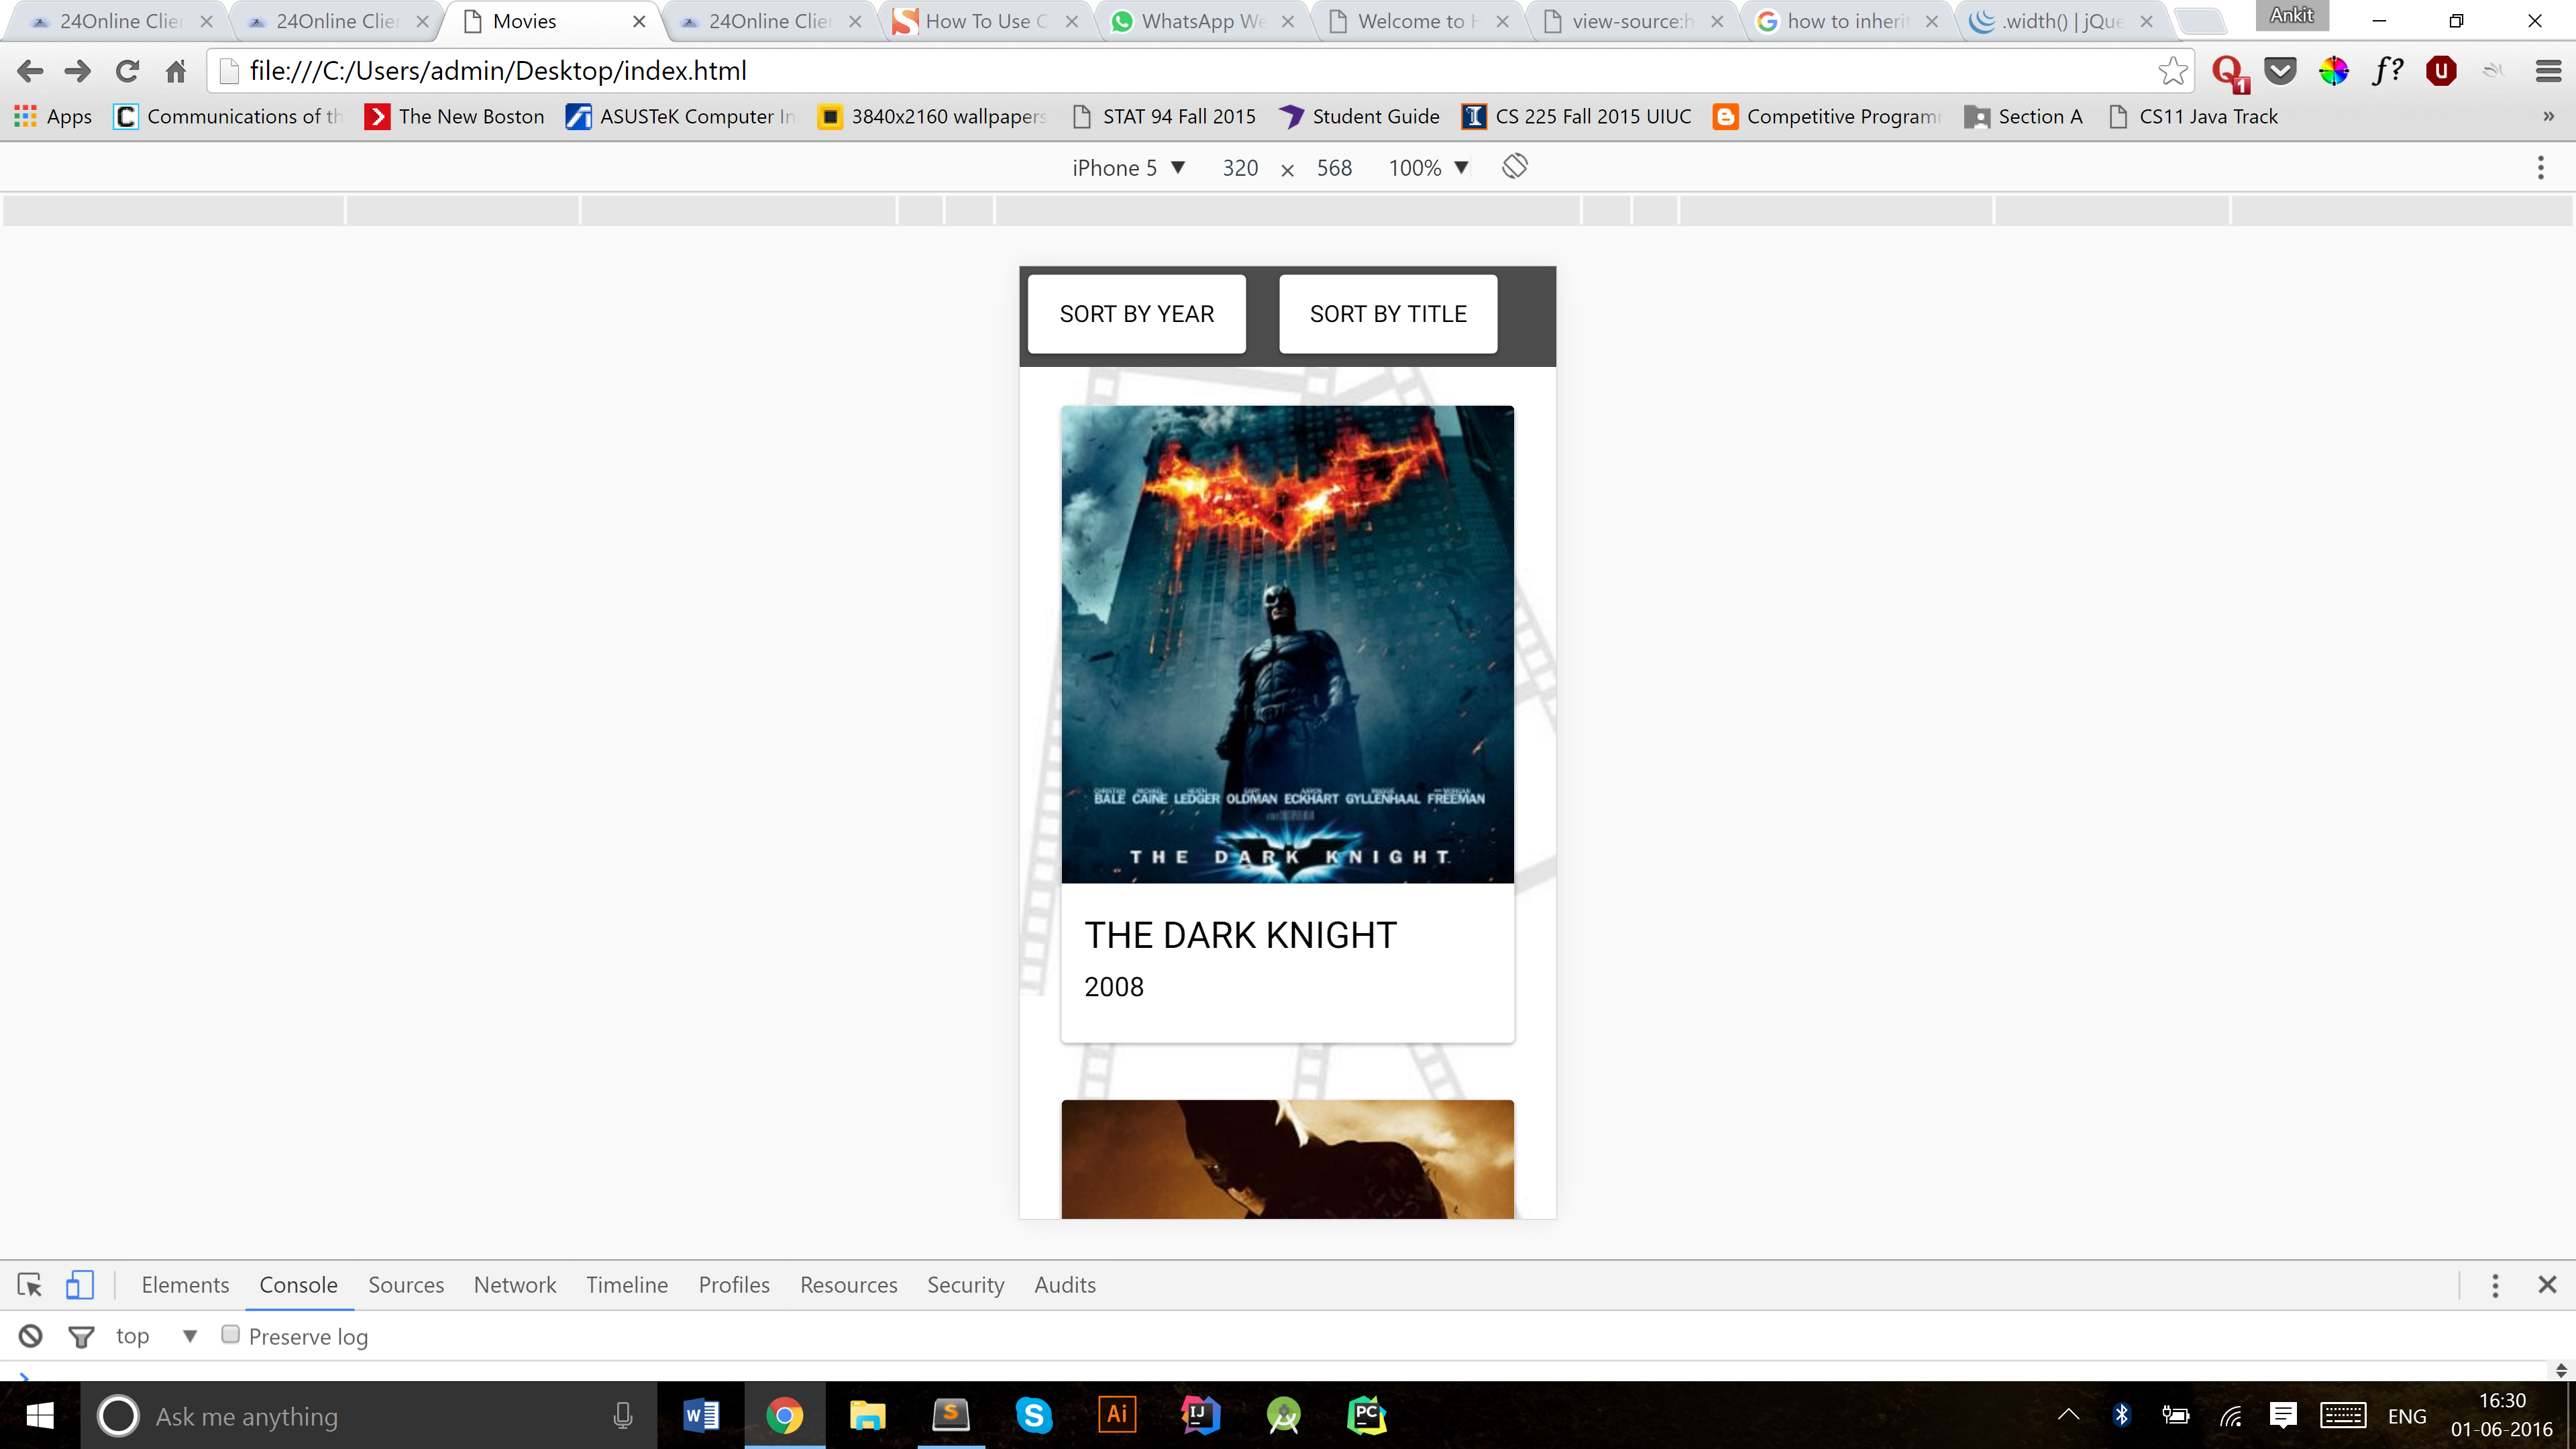 24Online Clier
24Online Clier
Movies
24Online Clier
How To Use C
WhatsApp We
Welcome to H
view-source:h
how to inherit
.width() | jQue
Ankit
file:///C:/Users/admin/Desktop/index.html
1
f?
Apps
Communications of th
The New Boston
ASUSTeK Computer In
3840x2160 wallpapers
STAT 94 Fall 2015
Student Guide
CS 225 Fall 2015 UIUC
Competitive Program
Section A
CS11 Java Track
»
iPhone 5 320 × 568 100%
SORT BY YEAR SORT BY TITLE
BALE CAINE LEDGER OLDMAN ECKHART GYLLENHAAL FREEMAN
THE DARK KNIGHT
THE DARK KNIGHT
2008
Elements Console Sources Network Timeline Profiles Resources Security Audits
top Preserve log
Ask me anything
ENG
16:30
01-06-2016